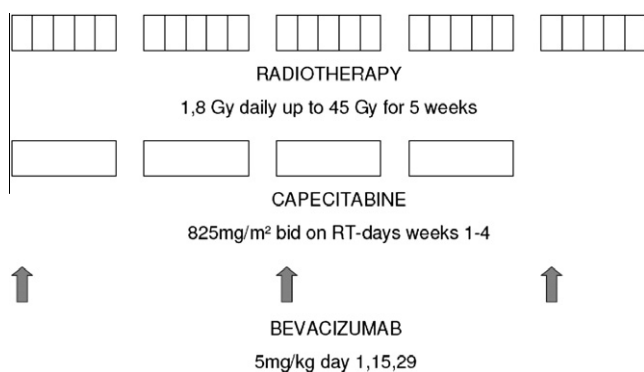 RADIOTHERAPY
1,8 Gy daily up to 45 Gy for 5 weeks
CAPECITABINE
825mg/m² bid on RT-days weeks 1-4
BEVACIZUMAB
5mg/kg day 1,15,29